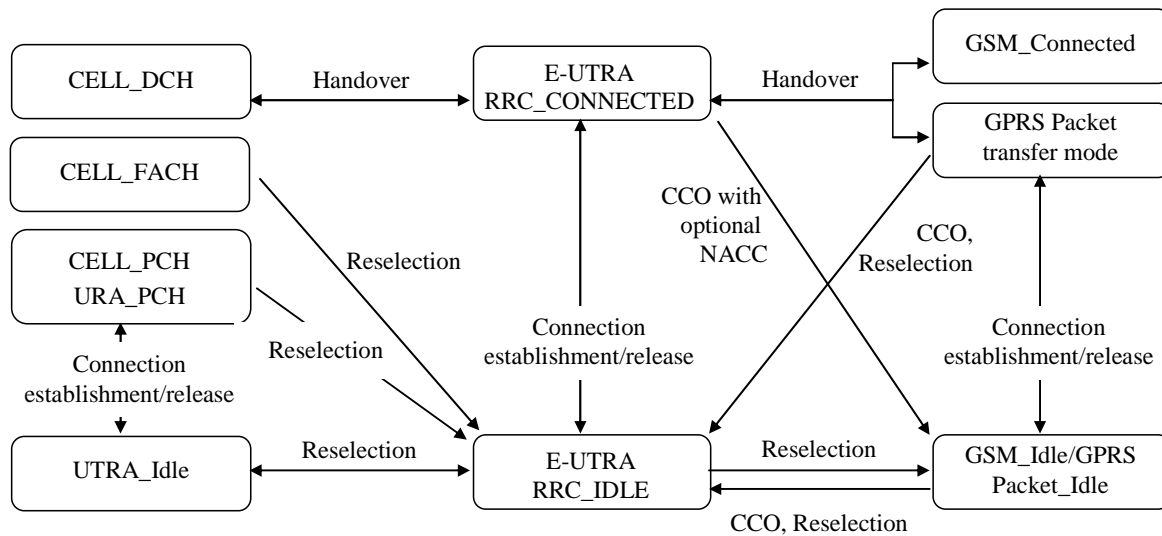 GSM_Connected
CELL_DCH
Handover
E-UTRA
RRC_CONNECTED
Handover
GPRS Packet
transfer mode
CELL_FACH
CCO with
optional
NACC
CCO,
Reselection
CELL_PCH
URA_PCH
Reselection
Reselection
Connection
establishment/release
Connection
establishment/release
Connection
establishment/release
UTRA_Idle
Reselection
E-UTRA
RRC_IDLE
Reselection
GSM_Idle/GPRS
Packet_Idle
CCO, Reselection